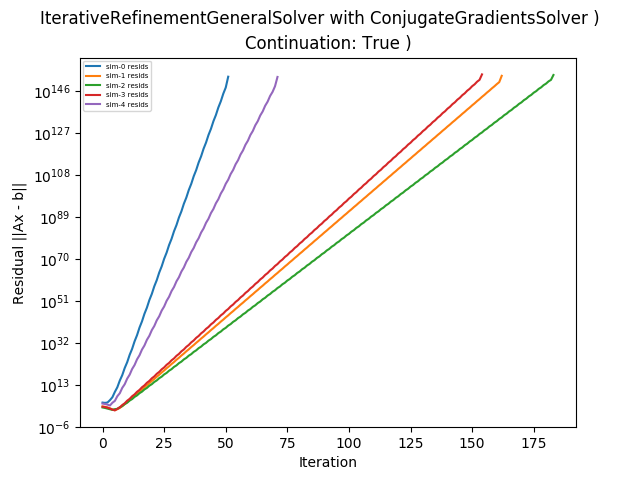 IterativeRefinementGeneralSolver with ConjugateGradientsSolver )
Continuation: True )
sim-0 resids
sim-1 resids
sim-2 resids
sim-3 resids
sim-4 resids
10^146
10^127
10^108
10^89
10^70
10^51
10^32
10^13
10^−6
Residual ||Ax - b||
0 25 50 75 100 125 150 175
Iteration